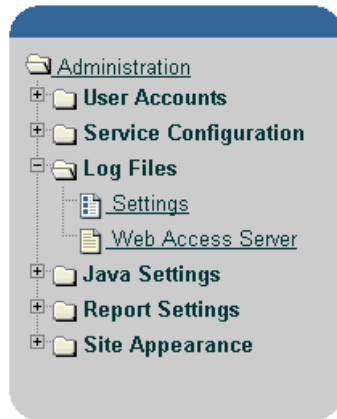 Administration
User Accounts
Service Configuration
Log Files
Settings
Web Access Server
Java Settings
Report Settings
Site Appearance